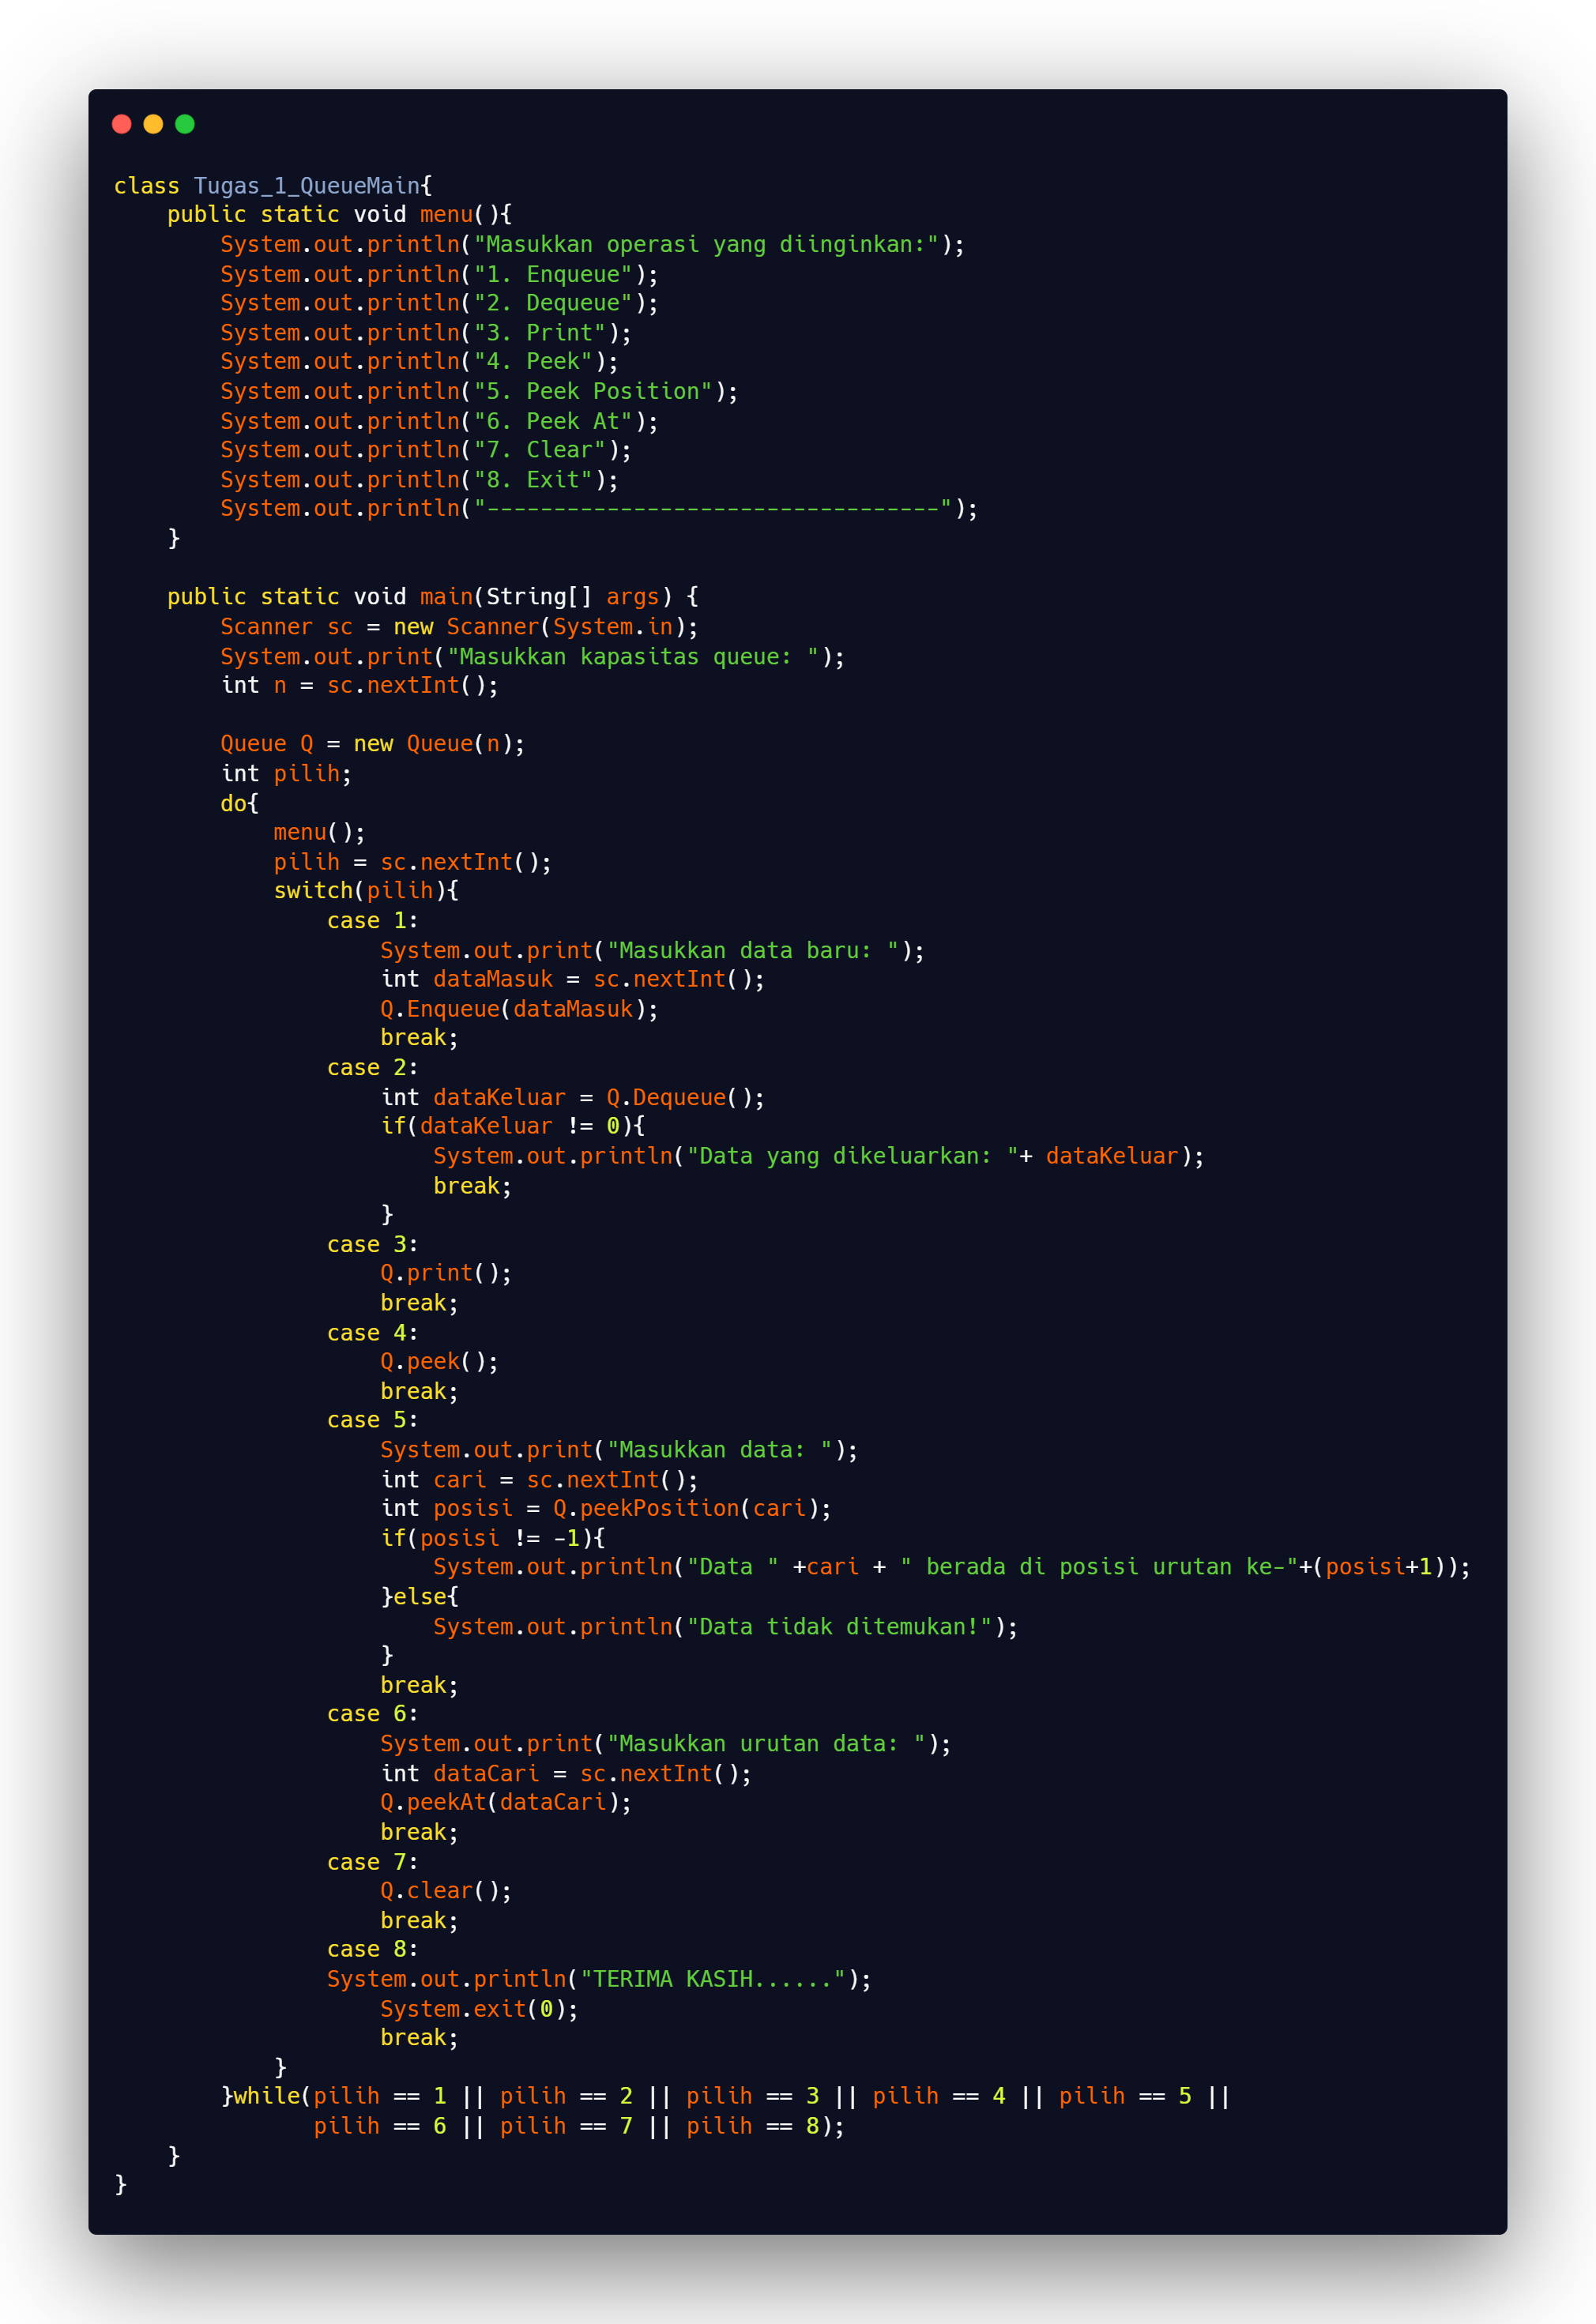 class Tugas_1_QueueMain{
    public static void menu(){
        System.out.println("Masukkan operasi yang diinginkan:");
        System.out.println("1. Enqueue");
        System.out.println("2. Dequeue");
        System.out.println("3. Print");
        System.out.println("4. Peek");
        System.out.println("5. Peek Position");
        System.out.println("6. Peek At");
        System.out.println("7. Clear");
        System.out.println("8. Exit");
        System.out.println("----------------------------------");
    }

    public static void main(String[] args) {
        Scanner sc = new Scanner(System.in);
        System.out.print("Masukkan kapasitas queue: ");
        int n = sc.nextInt();

        Queue Q = new Queue(n);
        int pilih;
        do{
            menu();
            pilih = sc.nextInt();
            switch(pilih){
                case 1:
                    System.out.print("Masukkan data baru: ");
                    int dataMasuk = sc.nextInt();
                    Q.Enqueue(dataMasuk);
                    break;
                case 2:
                    int dataKeluar = Q.Dequeue();
                    if(dataKeluar != 0){
                        System.out.println("Data yang dikeluarkan: "+ dataKeluar);
                        break;
                    }
                case 3:
                    Q.print();
                    break;
                case 4:
                    Q.peek();
                    break;
                case 5:
                    System.out.print("Masukkan data: ");
                    int cari = sc.nextInt();
                    int posisi = Q.peekPosition(cari);
                    if(posisi != -1){
                        System.out.println("Data " +cari + " berada di posisi urutan ke-"+(posisi+1));
                    }else{
                        System.out.println("Data tidak ditemukan!");
                    }
                    break;
                case 6:
                    System.out.print("Masukkan urutan data: ");
                    int dataCari = sc.nextInt();
                    Q.peekAt(dataCari);
                    break;
                case 7:
                    Q.clear();
                    break;
                case 8:
                System.out.println("TERIMA KASIH......");
                    System.exit(0);
                    break;
            }
        }while(pilih == 1 || pilih == 2 || pilih == 3 || pilih == 4 || pilih == 5 ||
               pilih == 6 || pilih == 7 || pilih == 8);
    }
}